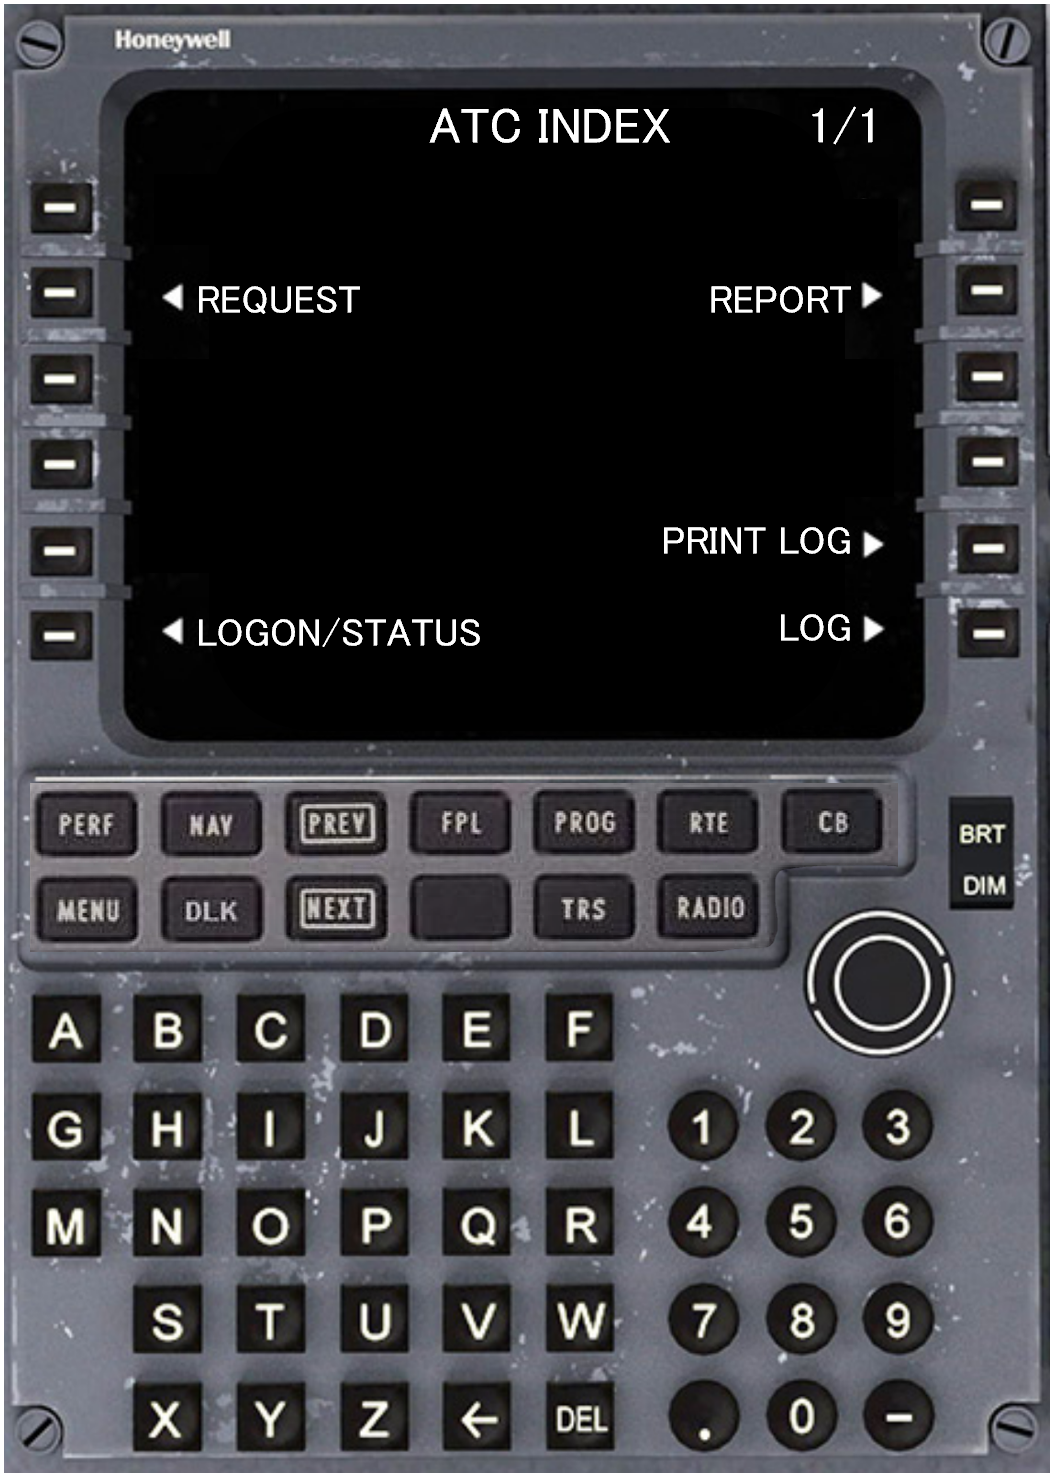 Honeywell
ATC INDEX 1/1
◀ REQUEST REPORT ▶
PRINT LOG ▶
◀ LOGON/STATUS LOG ▶
PERF NAV PREV FPL PROG RTE CB
MENU DLK NEXT TRS RADIO
BRT
DIM
A B C D E F
G H I J K L 1 2 3
M N O P Q R 4 5 6
S T U V W 7 8 9
X Y Z ← DEL . 0 -